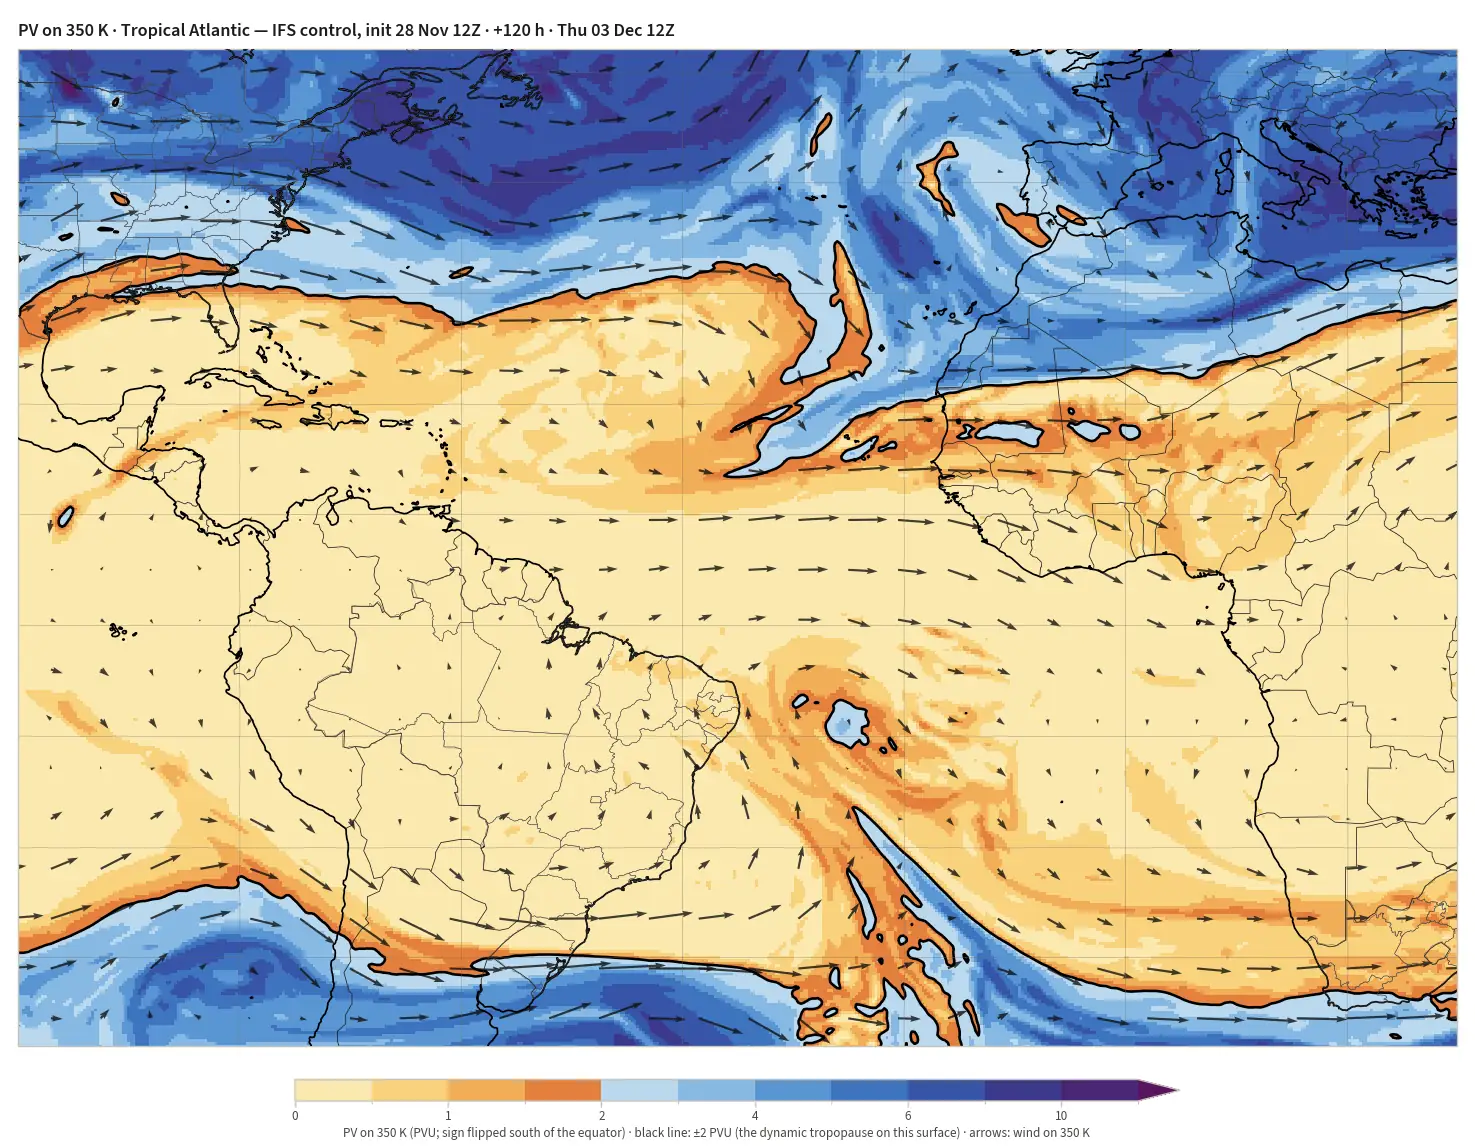 PV on 350 K · Tropical Atlantic — IFS control, init 28 Nov 12Z · +120 h · Thu 03 Dec 12Z
0 1 2 4 6 10
PV on 350 K (PVU; sign flipped south of the equator) · black line: ±2 PVU (the dynamic tropopause on this surface) · arrows: wind on 350 K